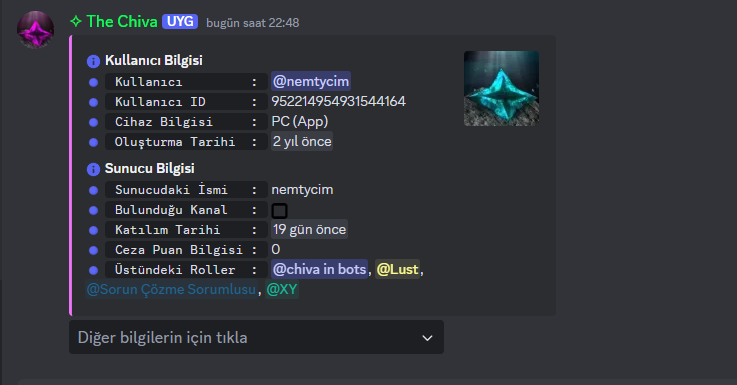 ✧ The Chiva UYG bugün saat 22:48
Kullanıcı Bilgisi
Kullanıcı : @nemtycim
Kullanıcı ID : 952214954931544164
Cihaz Bilgisi : PC (App)
Oluşturma Tarihi : 2 yıl önce
Sunucu Bilgisi
Sunucudaki İsmi : nemtycim
Bulunduğu Kanal :
Katılım Tarihi : 19 gün önce
Ceza Puan Bilgisi : 0
Üstündeki Roller : @chiva in bots, @Lust,
@Sorun Çözme Sorumlusu, @XY
Diğer bilgilerin için tıkla